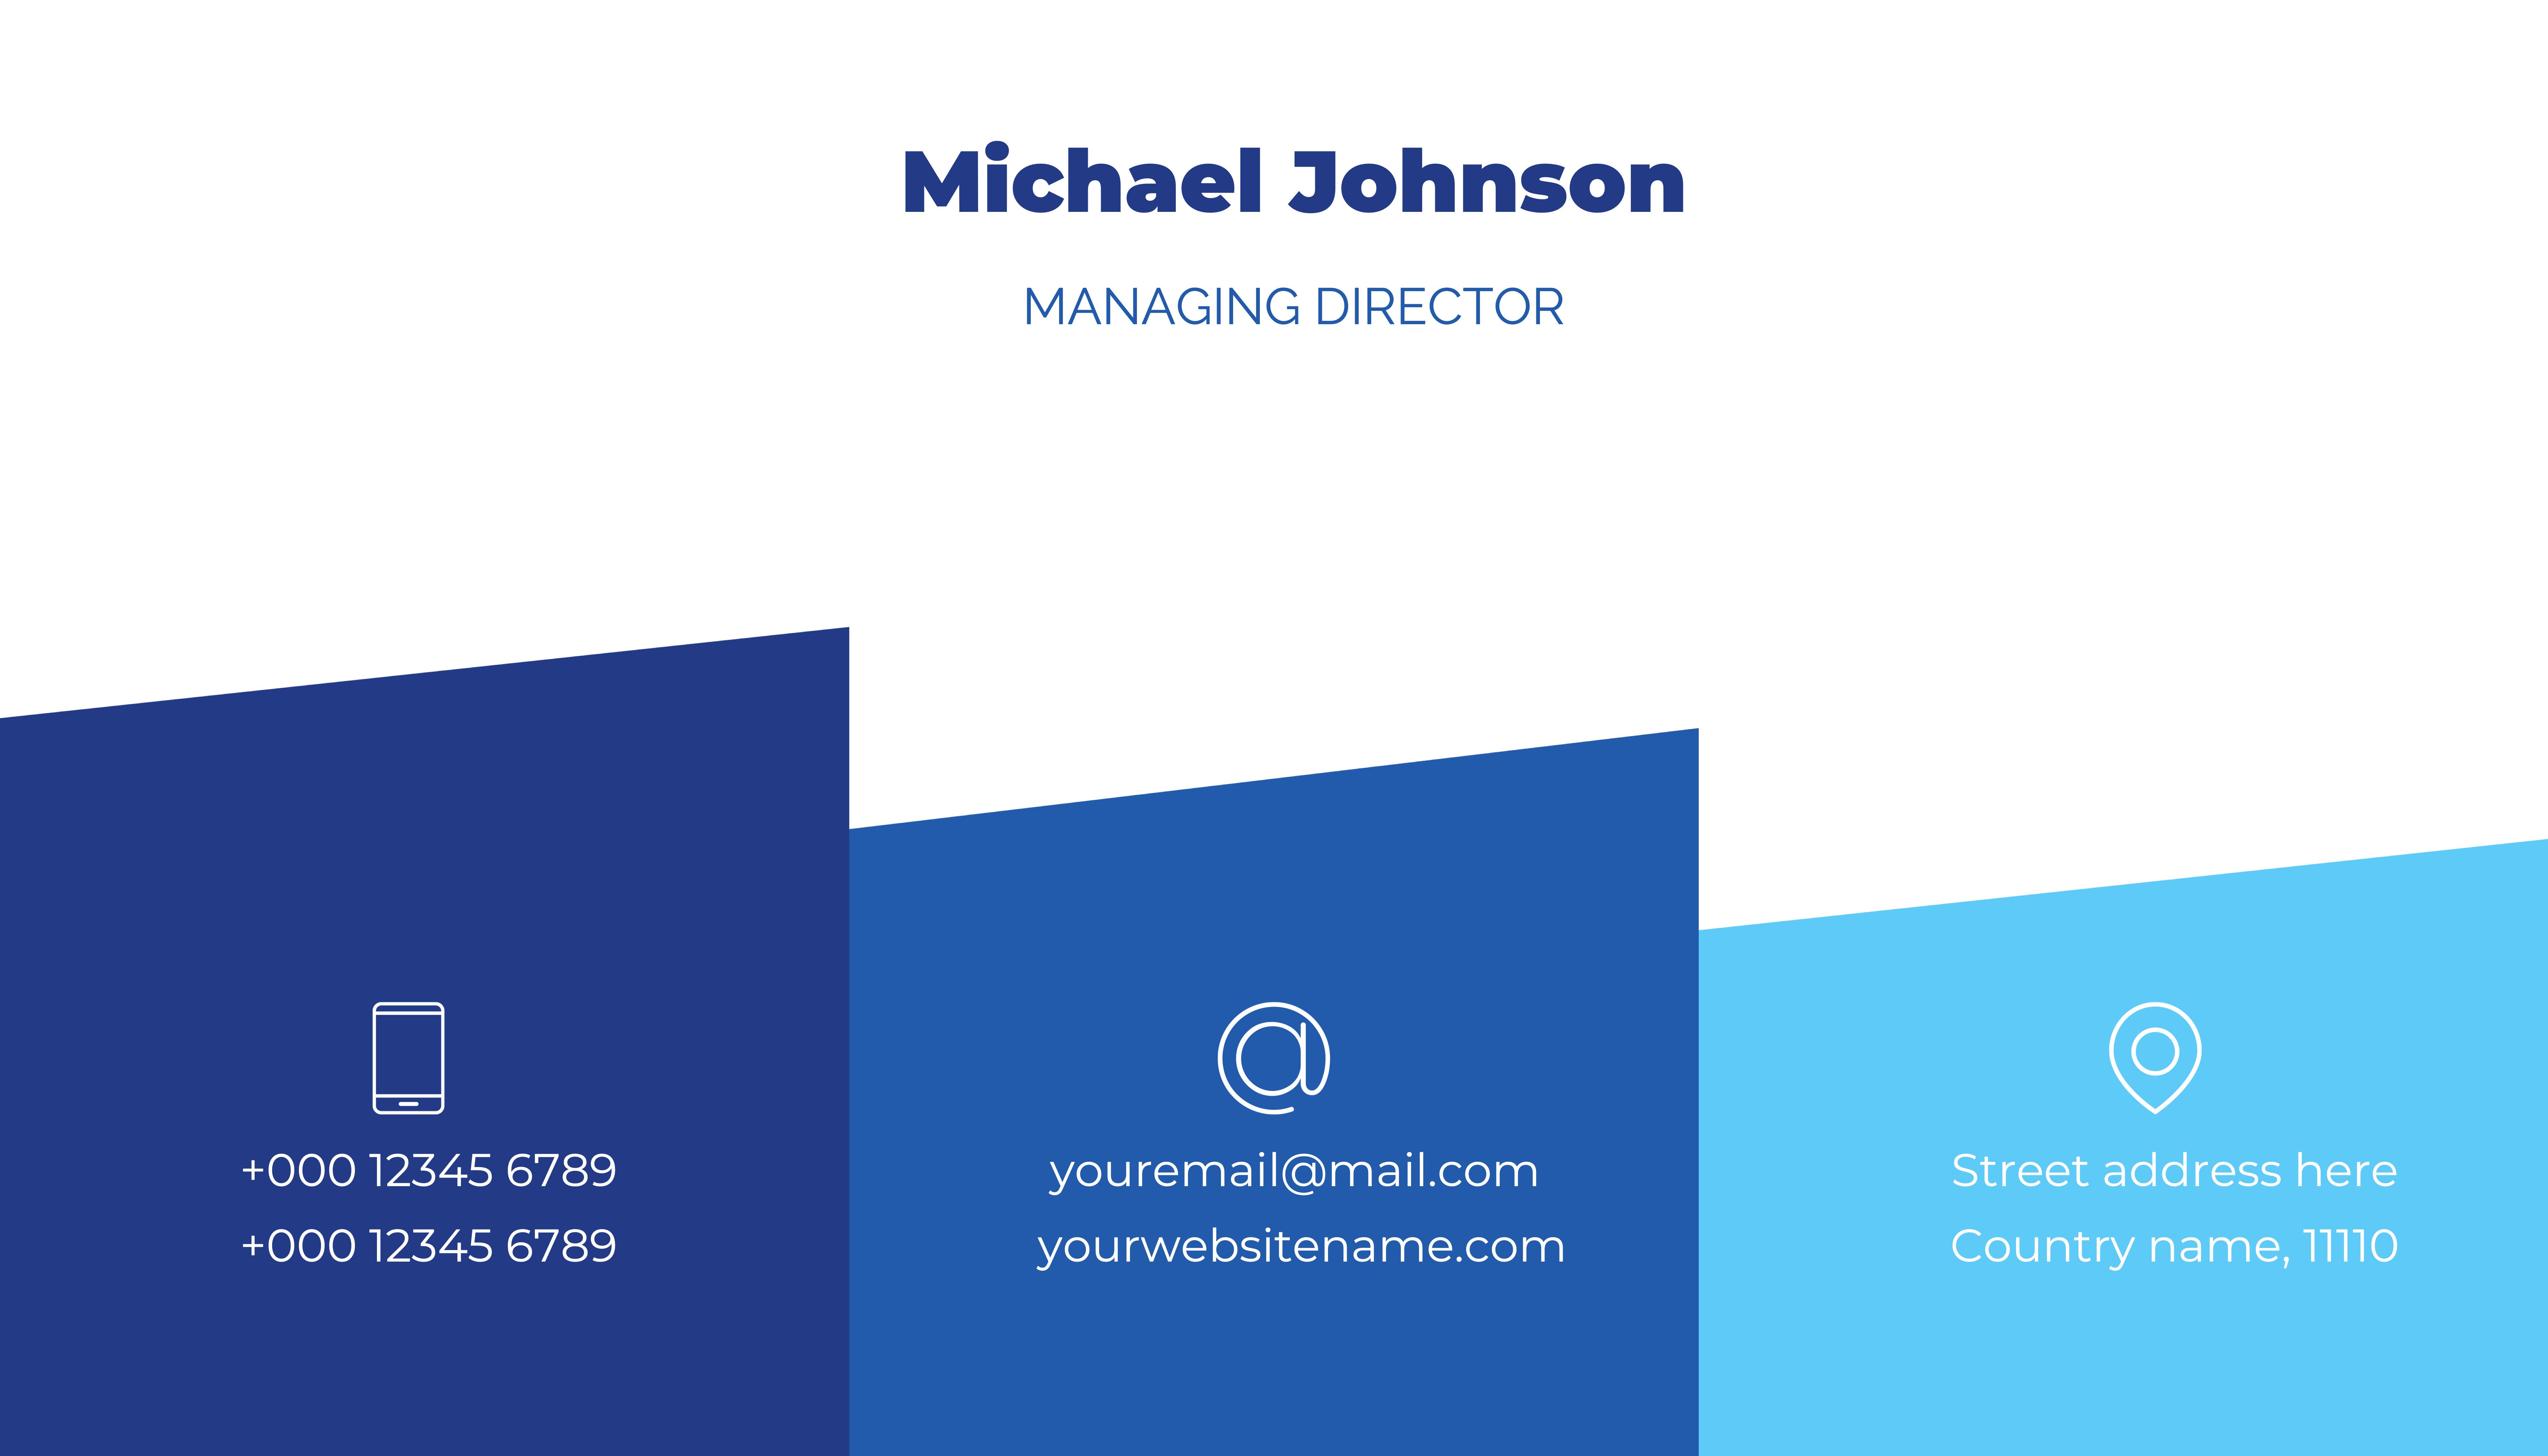 Michael Johnson
MANAGING DIRECTOR
+000 12345 6789
+000 12345 6789
youremail@mail.com
yourwebsitename.com
Street address here
Country name, 11110